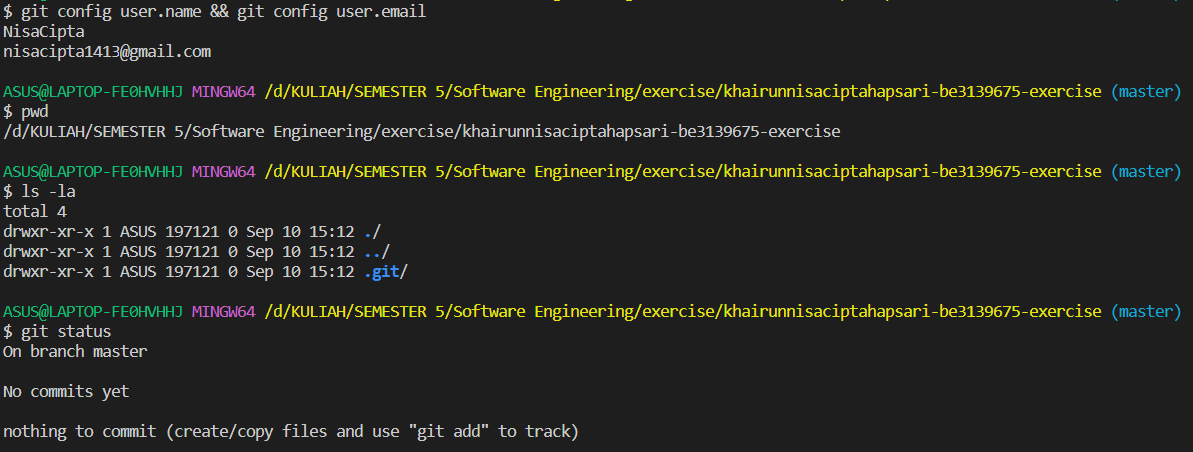 $ git config user.name && git config user.email
NisaCipta
nisacipta1413@gmail.com
ASUS@LAPTOP-FE0HVHHJ MINGW64 /d/KULIAH/SEMESTER 5/Software Engineering/exercise/khairunnisaciptahapsari-be3139675-exercise (master)
$ pwd
/d/KULIAH/SEMESTER 5/Software Engineering/exercise/khairunnisaciptahapsari-be3139675-exercise
ASUS@LAPTOP-FE0HVHHJ MINGW64 /d/KULIAH/SEMESTER 5/Software Engineering/exercise/khairunnisaciptahapsari-be3139675-exercise (master)
$ ls -la
total 4
drwxr-xr-x 1 ASUS 197121 0 Sep 10 15:12 ./
drwxr-xr-x 1 ASUS 197121 0 Sep 10 15:12 ../
drwxr-xr-x 1 ASUS 197121 0 Sep 10 15:12 .git/
ASUS@LAPTOP-FE0HVHHJ MINGW64 /d/KULIAH/SEMESTER 5/Software Engineering/exercise/khairunnisaciptahapsari-be3139675-exercise (master)
$ git status
On branch master
No commits yet
nothing to commit (create/copy files and use "git add" to track)